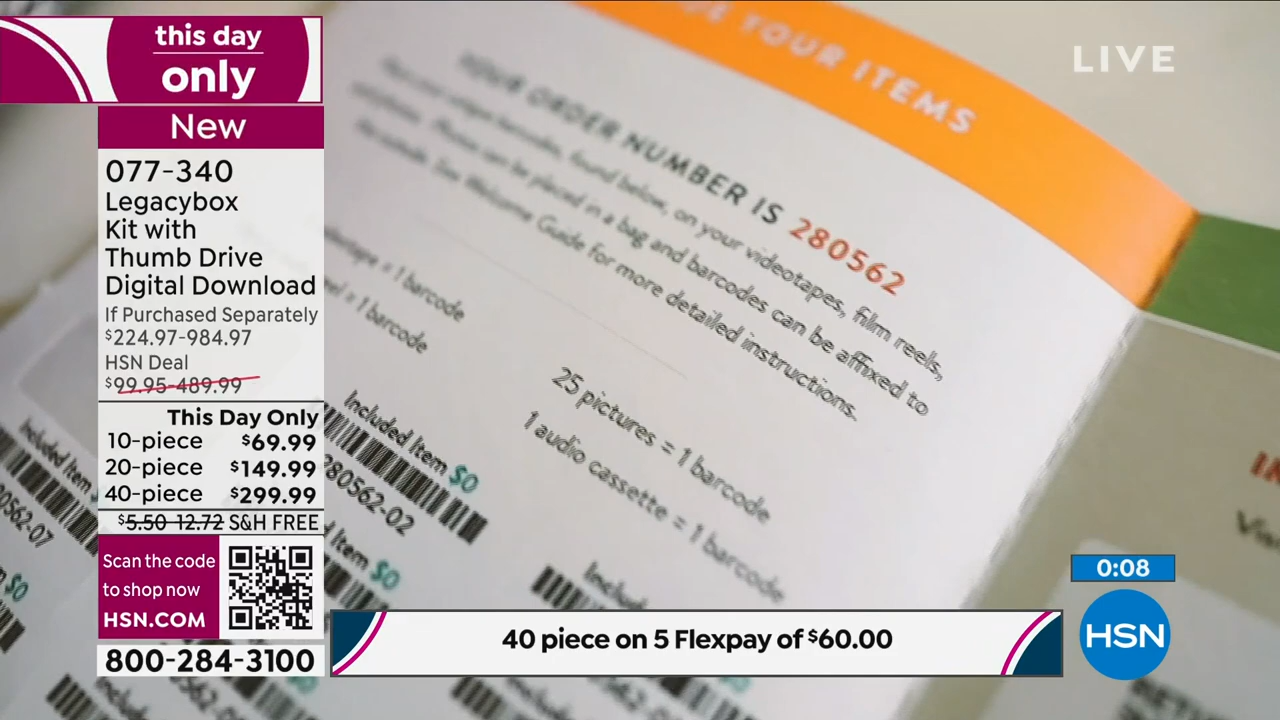 this day
only
New
077-340
Legacybox
Kit with
Thumb Drive
Digital Download
If Purchased Separately
$224.97-984.97
HSN Deal
$99.95-489.99
This Day Only
10-piece $69.99
20-piece $149.99
40-piece $299.99
$5.50-12.72 S&H FREE
Scan the code
to shop now
HSN.COM
800-284-3100
LIVE
YOUR ITEMS
YOUR ORDER NUMBER IS 280562
found below, on your videotapes, film reels,
can be placed in a bag and barcodes can be affixed to
See Welcome Guide for more detailed instructions.
= 1 barcode
= 1 barcode
25 pictures = 1 barcode
1 audio cassette = 1 barcode
Included Item $0
280562-02
Included Item
0562-07
Item $0
$0
40 piece on 5 Flexpay of $60.00
0:08
HSN